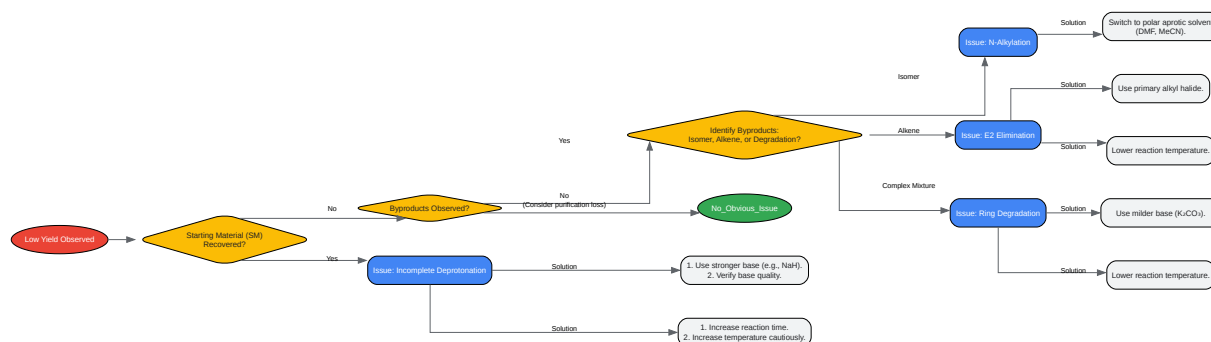 Low Yield Observed
Starting Material (SM)
Recovered?
No
Yes
Byproducts Observed?
Yes
No
(Consider purification loss)
No_Obvious_Issue
Issue: Incomplete Deprotonation
Solution
1. Use stronger base (e.g., NaH).
2. Verify base quality.
Solution
1. Increase reaction time.
2. Increase temperature cautiously.
Identify Byproducts:
Isomer, Alkene, or Degradation?
Isomer
Issue: N-Alkylation
Solution
Switch to polar aprotic solven
(DMF, MeCN).
Alkene
Issue: E2 Elimination
Solution
Use primary alkyl halide.
Solution
Lower reaction temperature.
Complex Mixture
Issue: Ring Degradation
Solution
Use milder base (K₂CO₃).
Solution
Lower reaction temperature.